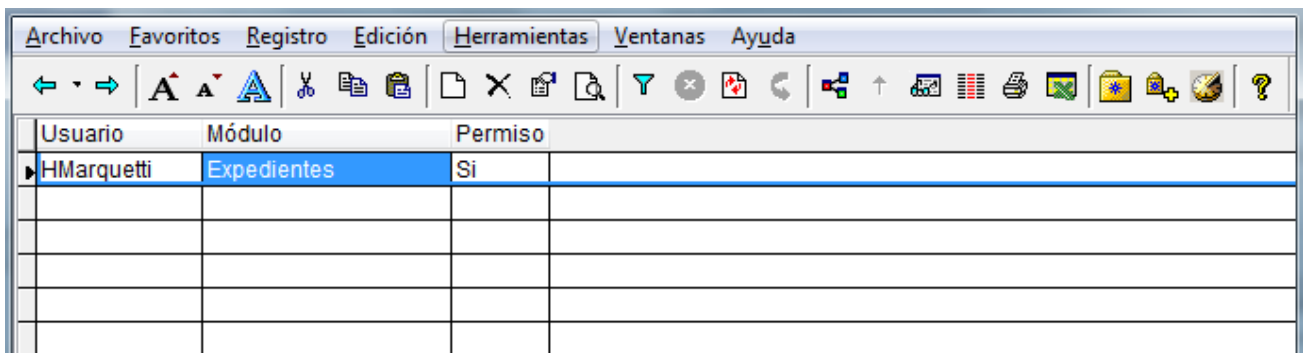 Archivo Favoritos Registro Edición Herramientas Ventanas Ayuda
Usuario Módulo Permiso
HMarquetti Expedientes Si